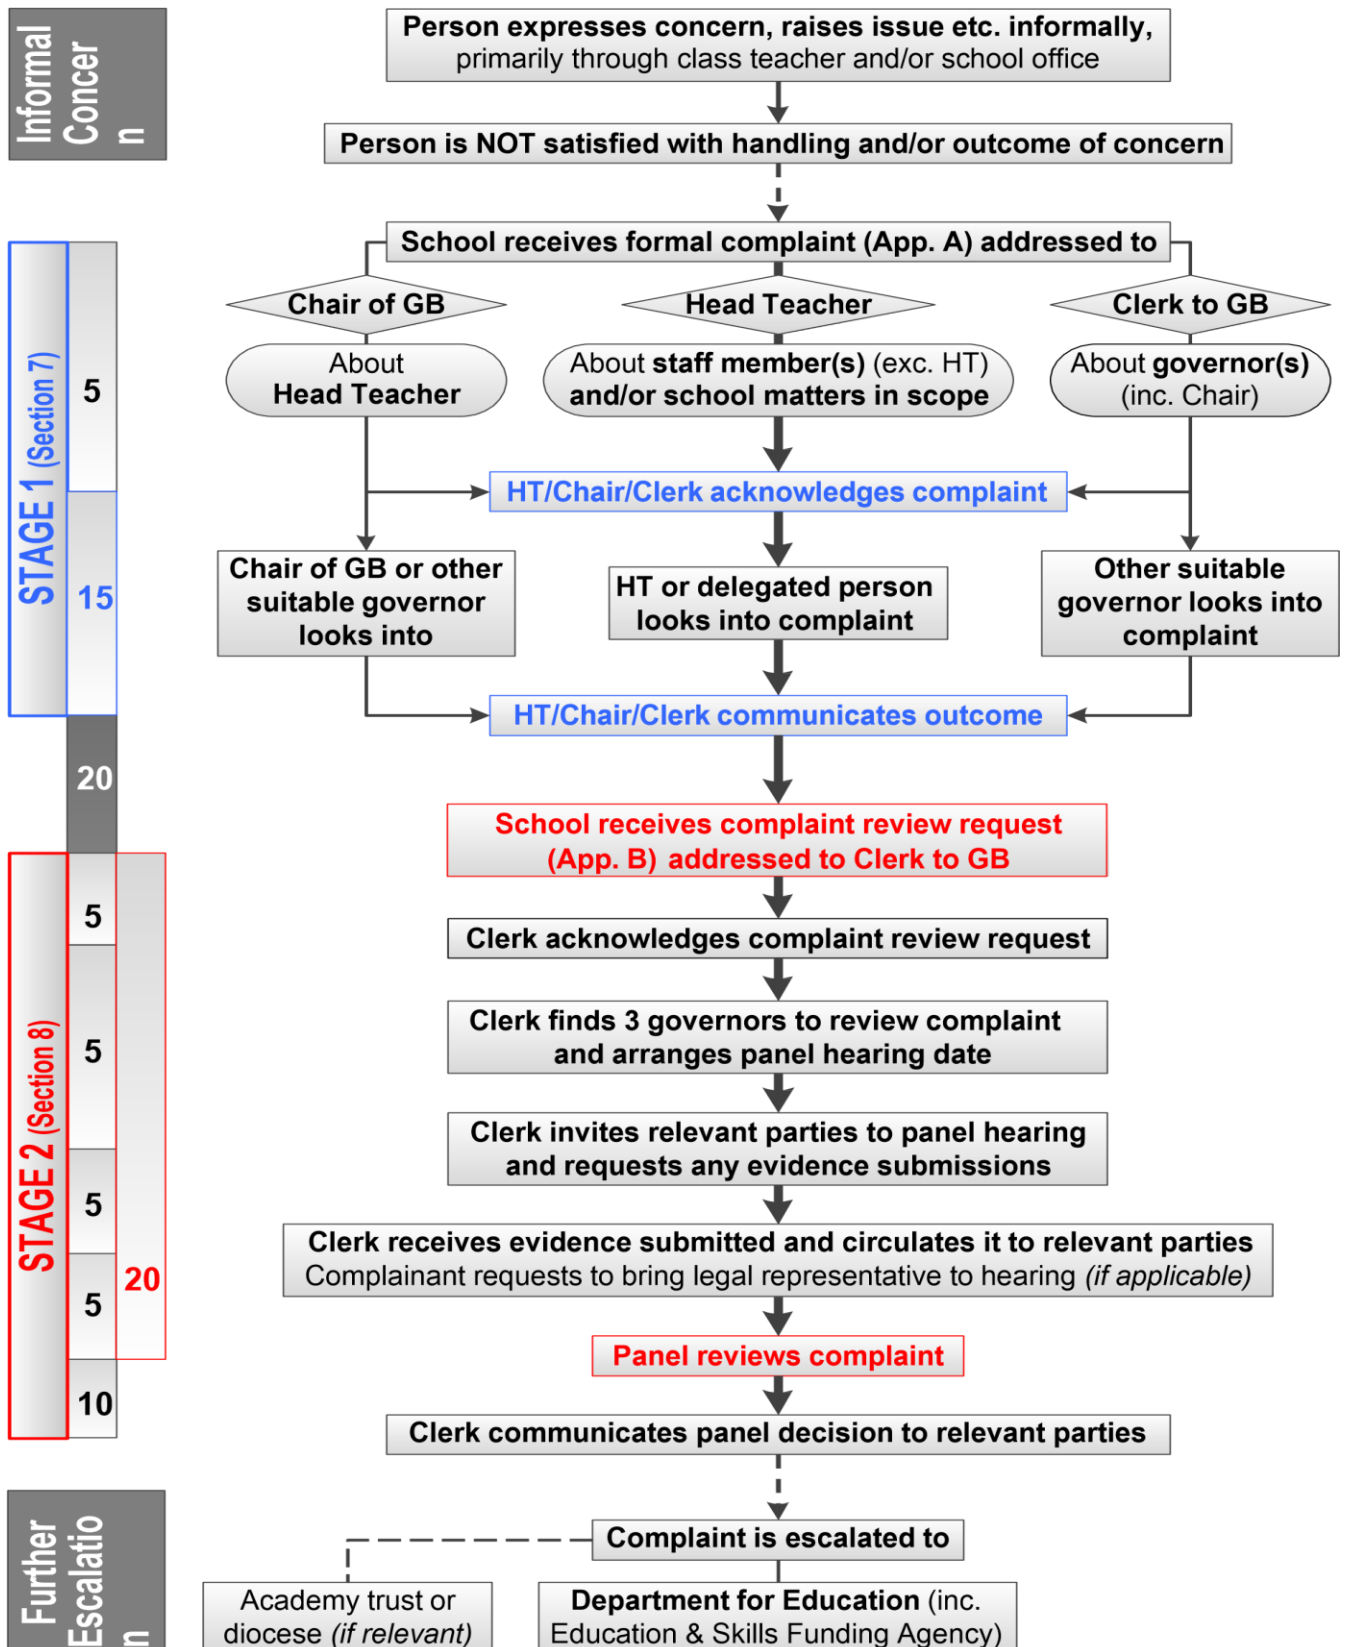 Informal
Concer
n
Person expresses concern, raises issue etc. informally,
primarily through class teacher and/or school office
Person is NOT satisfied with handling and/or outcome of concern
STAGE 1 (Section 7)
5
15
School receives formal complaint (App. A) addressed to
Chair of GB
Head Teacher
Clerk to GB
About
Head Teacher
About staff member(s) (exc. HT)
and/or school matters in scope
About governor(s)
(inc. Chair)
HT/Chair/Clerk acknowledges complaint
Chair of GB or other
suitable governor
looks into
HT or delegated person
looks into complaint
Other suitable
governor looks into
complaint
HT/Chair/Clerk communicates outcome
20
School receives complaint review request
(App. B) addressed to Clerk to GB
STAGE 2 (Section 8)
5
5
5
5
20
10
Clerk acknowledges complaint review request
Clerk finds 3 governors to review complaint
and arranges panel hearing date
Clerk invites relevant parties to panel hearing
and requests any evidence submissions
Clerk receives evidence submitted and circulates it to relevant parties
Complainant requests to bring legal representative to hearing (if applicable)
Panel reviews complaint
Clerk communicates panel decision to relevant parties
Further
Escalatio
n
Complaint is escalated to
Academy trust or
diocese (if relevant)
Department for Education (inc.
Education & Skills Funding Agency)